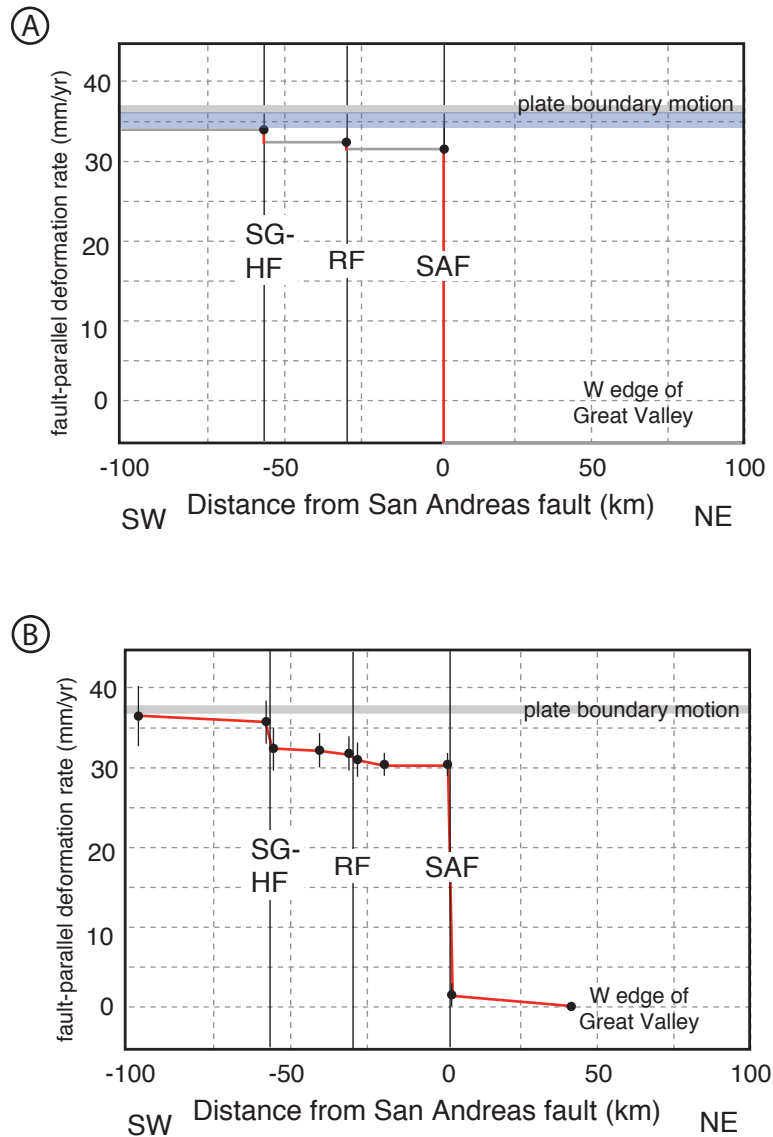 A
fault-parallel deformation rate (mm/yr)
40
30
20
10
0
plate boundary motion
SG-
HF
RF
SAF
W edge of
Great Valley
-100
-50
0
50
100
SW
Distance from San Andreas fault (km)
NE
B
fault-parallel deformation rate (mm/yr)
40
30
20
10
0
plate boundary motion
SG-
HF
RF
SAF
W edge of
Great Valley
-100
-50
0
50
100
SW
Distance from San Andreas fault (km)
NE